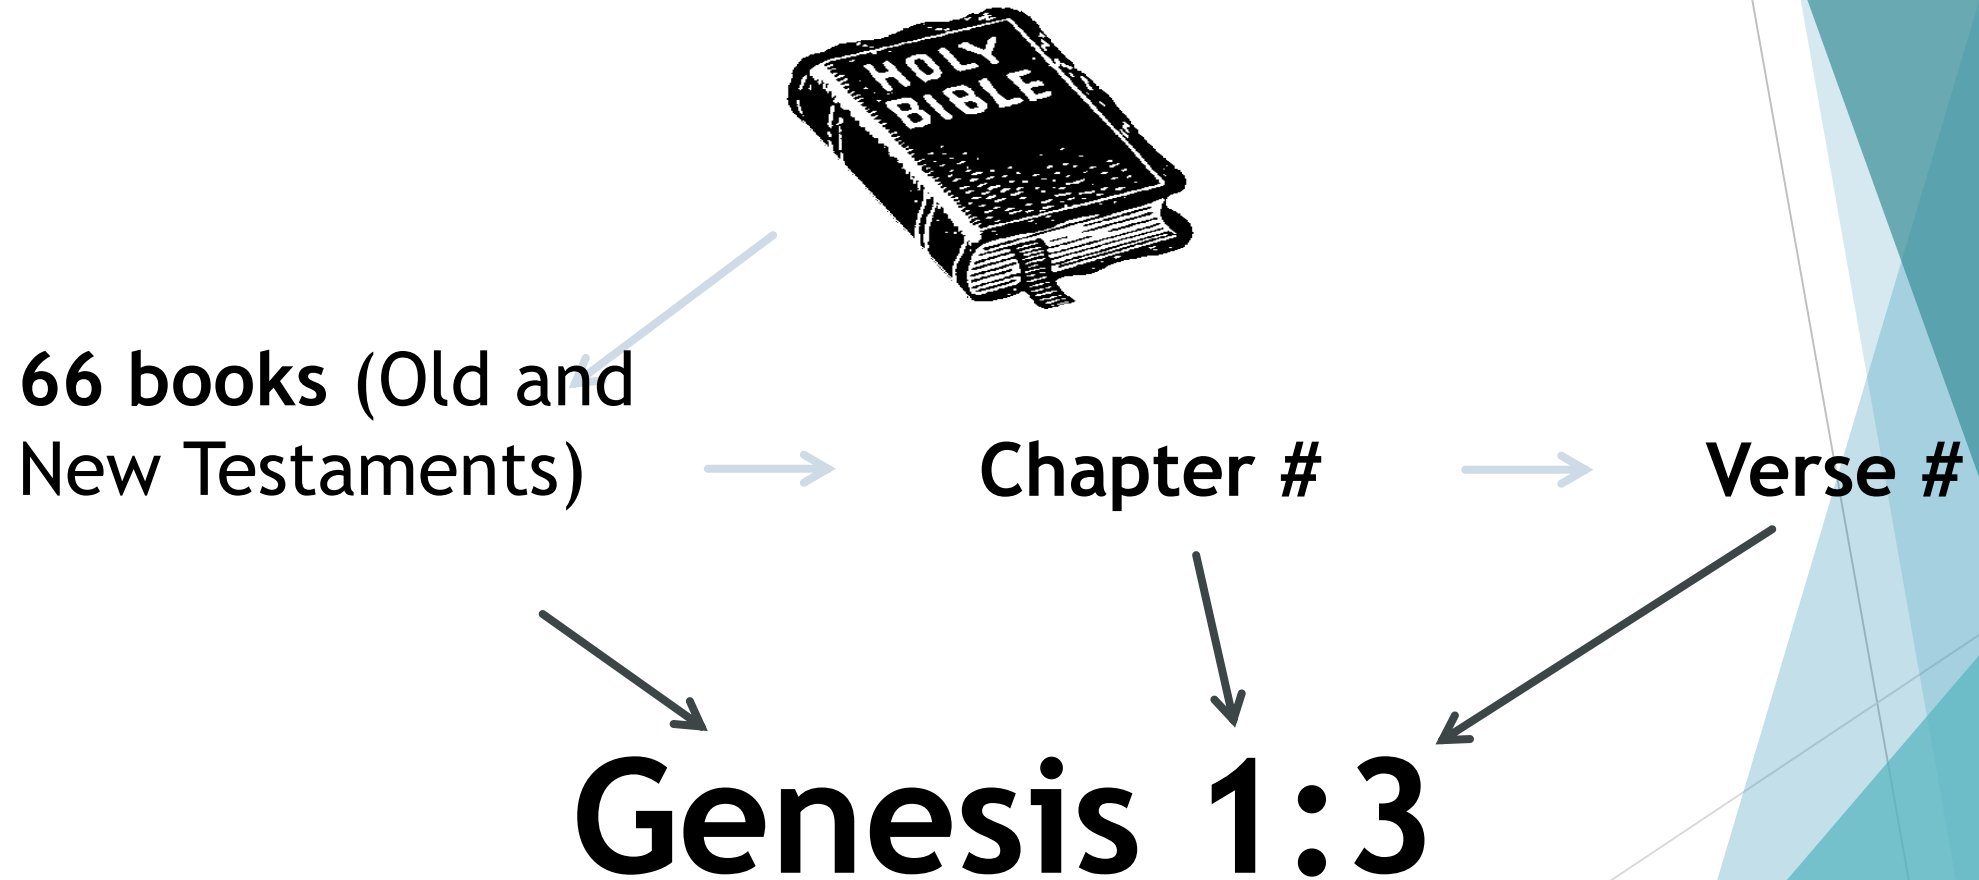 HOLY
BIBLE
66 books (Old and
New Testaments)
Chapter #
Verse #
Genesis 1:3